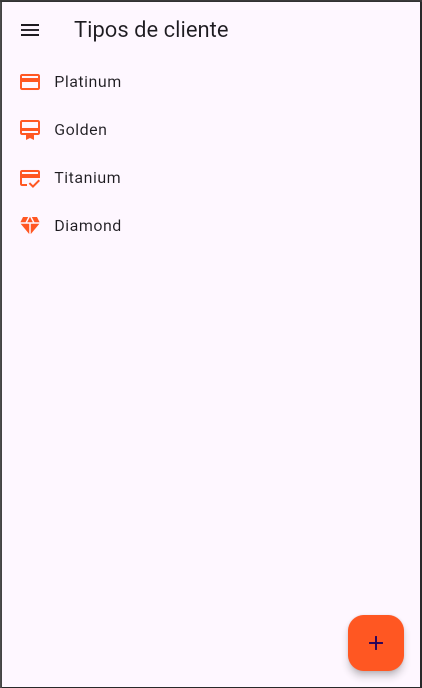 Tipos de cliente
Platinum
Golden
Titanium
Diamond